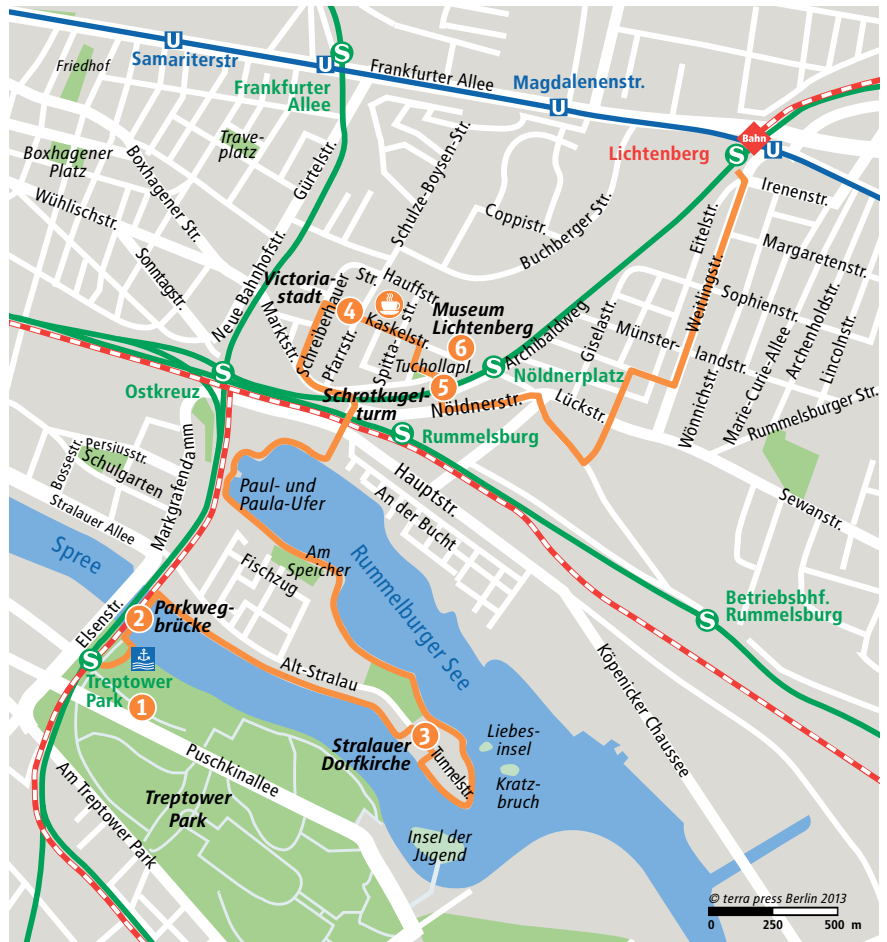 U
Samariterstr
Friedhof
S
U
Frankfurter
Allee
Frankfurter Allee
Magdalenenstr.
U
Lichtenberg
Bahn
S
U
Boxhagener
Platz
Trave-
platz
Boxhagener Str.
Gürtelstr.
Schulze-Boysen-Str.
Wühlischstr.
Sonntagstr.
Neue Bahnhofstr.
Coppistr.
Buchberger Str.
Irenenstr.
Eitelstr.
Margaretenstr.
Weitlingstr.
Sophienstr.
Archenholdstr.
Lincolnstr.
Marie-Curie-Allee
Victoria-
stadt
Str.
Hauffstr.
4
Schreiberhauer
Marktstr.
Pfarrstr.
Kaskelstr.
Spitta-
str.
Museum
Lichtenberg
6
Tuchollapl.
5
Archibaldweg
Giselastr.
Münster-
landstr.
S
Nöldnerplatz
Wönnichstr.
Rummelsburger Str.
S
Ostkreuz
Schrotkugel-
turm
Nöldnerstr.
Lückstr.
S
Rummelsburg
Persiusstr.
Bossestr.
Schulgarten
Markgrafendamm
Stralauer Allee
Paul- und
Paula-Ufer
Hauptstr.
An der Bucht
Sewanstr.
Spree
Am
Speicher
Fischzug
Rummelburger See
Betriebsbhf.
Rummelsburg
S
Elsenstr.
2
Parkweg-
brücke
S
Treptower
Park
1
Alt-Stralau
Köpenicker Chaussee
Stralauer
Dorfkirche
3
Tunnelstr.
Liebes-
insel
Kratz-
bruch
Puschkinallee
Am Treptower Park
Treptower
Park
Insel der
Jugend
© terra press Berlin 2013
0 250 500 m